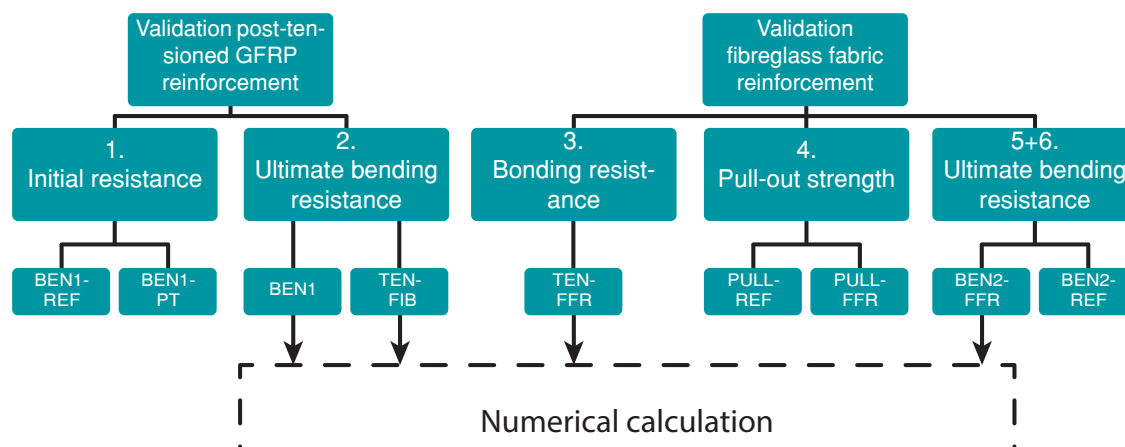 Validation post-ten-
sioned GFRP
reinforcement
Validation
fibreglass fabric
reinforcement
1.
Initial resistance
2.
Ultimate bending
resistance
3.
Bonding resist-
ance
4.
Pull-out strength
5+6.
Ultimate bending
resistance
BEN1-
REF
BEN1-
PT
BEN1
TEN-
FIB
TEN-
FFR
PULL-
REF
PULL-
FFR
BEN2-
FFR
BEN2-
REF
Numerical calculation